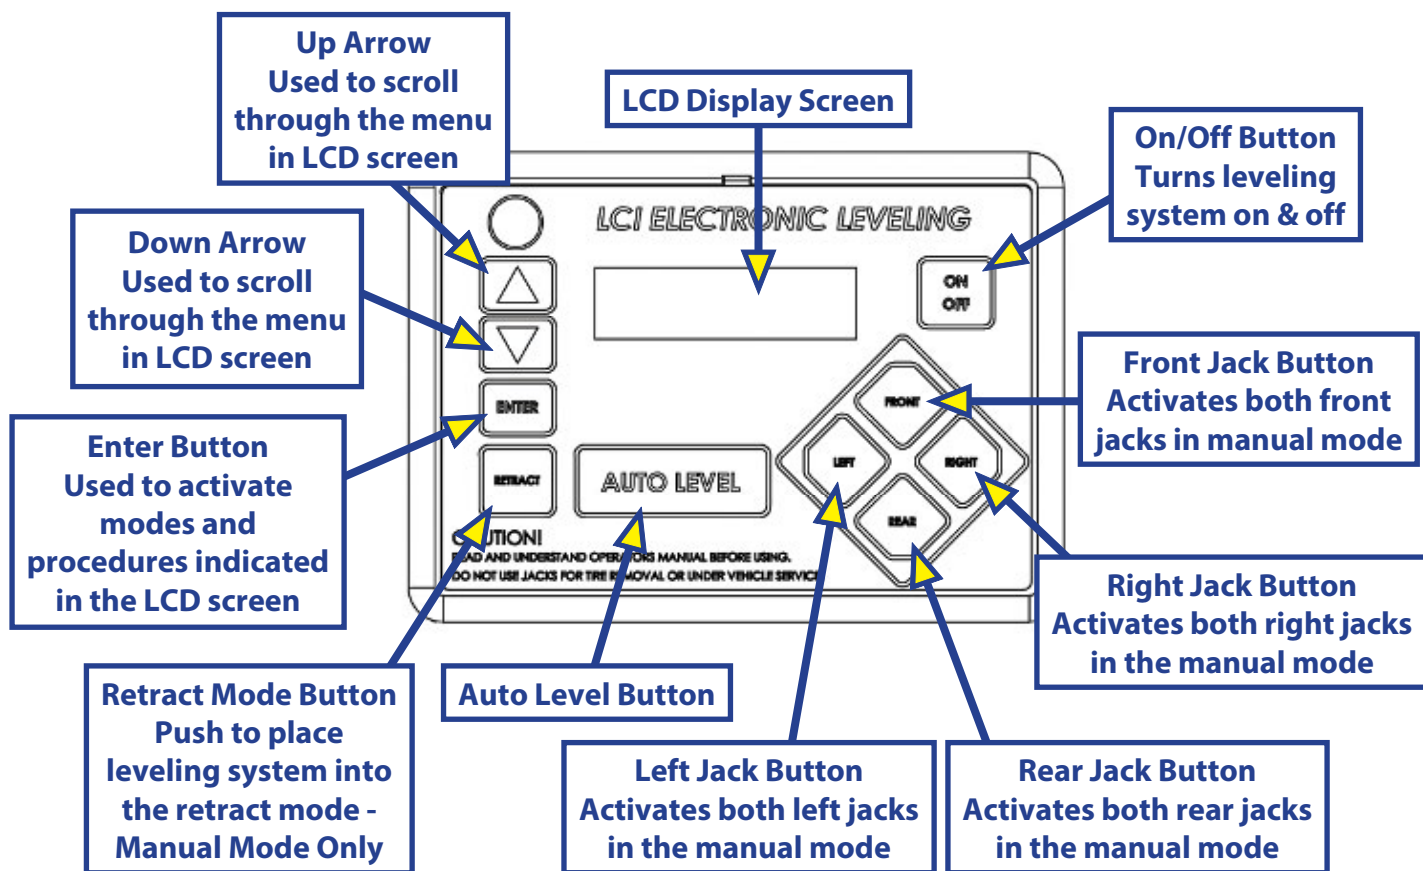 Up Arrow
Used to scroll
through the menu
in LCD screen
LCD Display Screen
On/Off Button
Turns leveling
system on & off
Down Arrow
Used to scroll
through the menu
in LCD screen
LCI ELECTRONIC LEVELING
ON
OFF
Front Jack Button
Activates both front
jacks in manual mode
Enter Button
Used to activate
modes and
procedures indicated
in the LCD screen
ENTER
RETRACT
AUTO LEVEL
FRONT
LEFT
RIGHT
REAR
CAUTION!
READ AND UNDERSTAND OPERATORS MANUAL BEFORE USING.
DO NOT USE JACKS FOR TIRE REMOVAL OR UNDER VEHICLE SERVICE
Right Jack Button
Activates both right jacks
in the manual mode
Retract Mode Button
Push to place
leveling system into
the retract mode -
Manual Mode Only
Auto Level Button
Left Jack Button
Activates both left jacks
in the manual mode
Rear Jack Button
Activates both rear jacks
in the manual mode